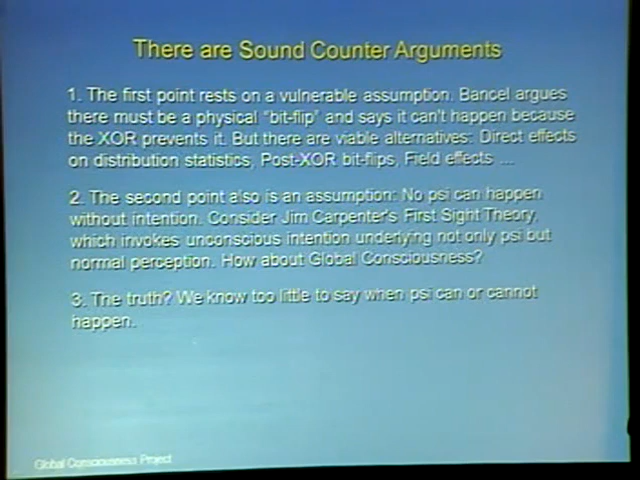 There are Sound Counter Arguments
1. The first point rests on a vulnerable assumption. Bancel argues
there must be a physical "bit-flip" and says it can't happen because
the XOR prevents it. But there are viable alternatives: Direct effects
on distribution statistics, Post-XOR bit-flips, Field effects ...
2. The second point also is an assumption: No psi can happen
without intention. Consider Jim Carpenter's First Sight Theory,
which invokes unconscious intention underlying not only psi but
normal perception. How about Global Consciousness?
3. The truth? We know too little to say when psi can or cannot
happen.
Global Consciousness Project